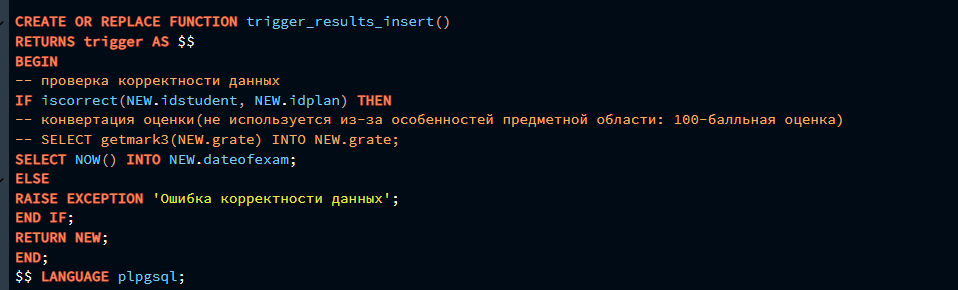 CREATE OR REPLACE FUNCTION trigger_results_insert()
RETURNS trigger AS $$
BEGIN
-- проверка корректности данных
IF iscorrect(NEW.idstudent, NEW.idplan) THEN
-- конвертация оценки(не используется из-за особенностей предметной области: 100-балльная оценка)
-- SELECT getmark3(NEW.grate) INTO NEW.grate;
SELECT NOW() INTO NEW.dateofexam;
ELSE
RAISE EXCEPTION 'Ошибка корректности данных';
END IF;
RETURN NEW;
END;
$$ LANGUAGE plpgsql;